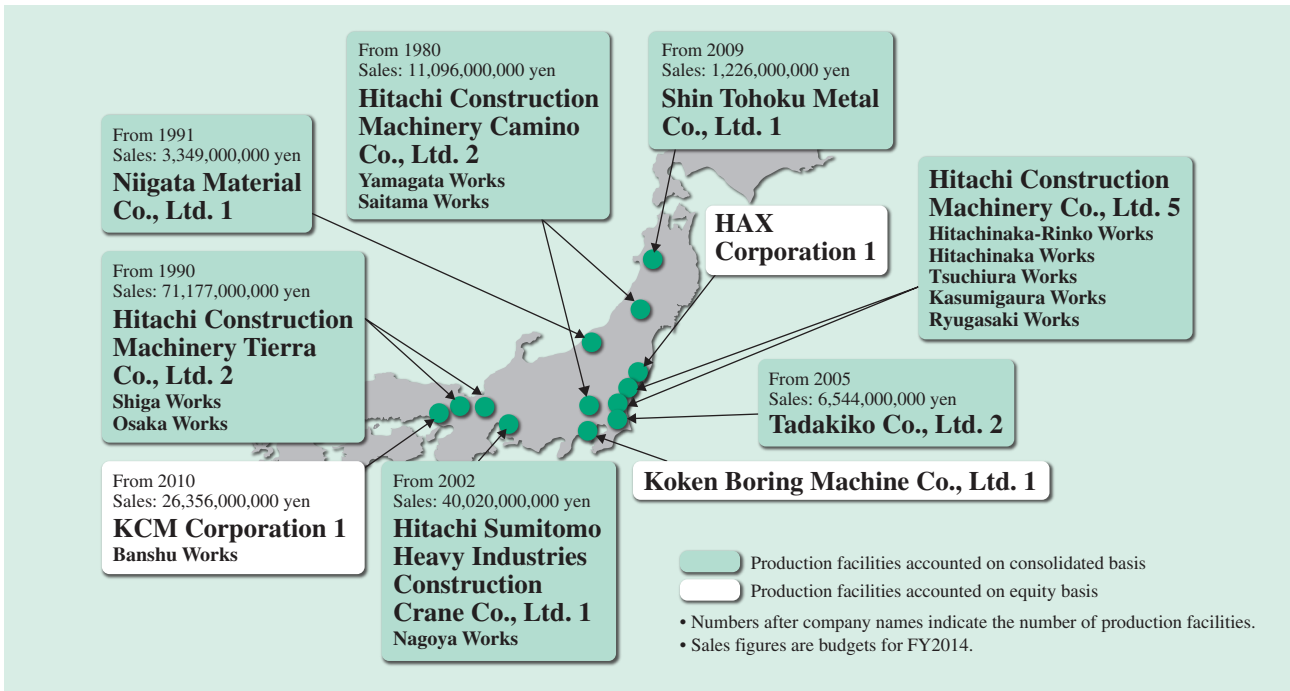 From 1980
Sales: 11,096,000,000 yen
Hitachi Construction
Machinery Camino
Co., Ltd. 2
Yamagata Works
Saitama Works
From 2009
Sales: 1,226,000,000 yen
Shin Tohoku Metal
Co., Ltd. 1
From 1991
Sales: 3,349,000,000 yen
Niigata Material
Co., Ltd. 1
Hitachi Construction
Machinery Co., Ltd. 5
Hitachinaka-Rinko Works
Hitachinaka Works
Tsuchiura Works
Kasumigaura Works
Ryugasaki Works
HAX
Corporation 1
From 1990
Sales: 71,177,000,000 yen
Hitachi Construction
Machinery Tierra
Co., Ltd. 2
Shiga Works
Osaka Works
From 2005
Sales: 6,544,000,000 yen
Tadakiko Co., Ltd. 2
From 2010
Sales: 26,356,000,000 yen
KCM Corporation 1
Banshu Works
From 2002
Sales: 40,020,000,000 yen
Hitachi Sumitomo
Heavy Industries
Construction
Crane Co., Ltd. 1
Nagoya Works
Koken Boring Machine Co., Ltd. 1
Production facilities accounted on consolidated basis
Production facilities accounted on equity basis
• Numbers after company names indicate the number of production facilities.
• Sales figures are budgets for FY2014.